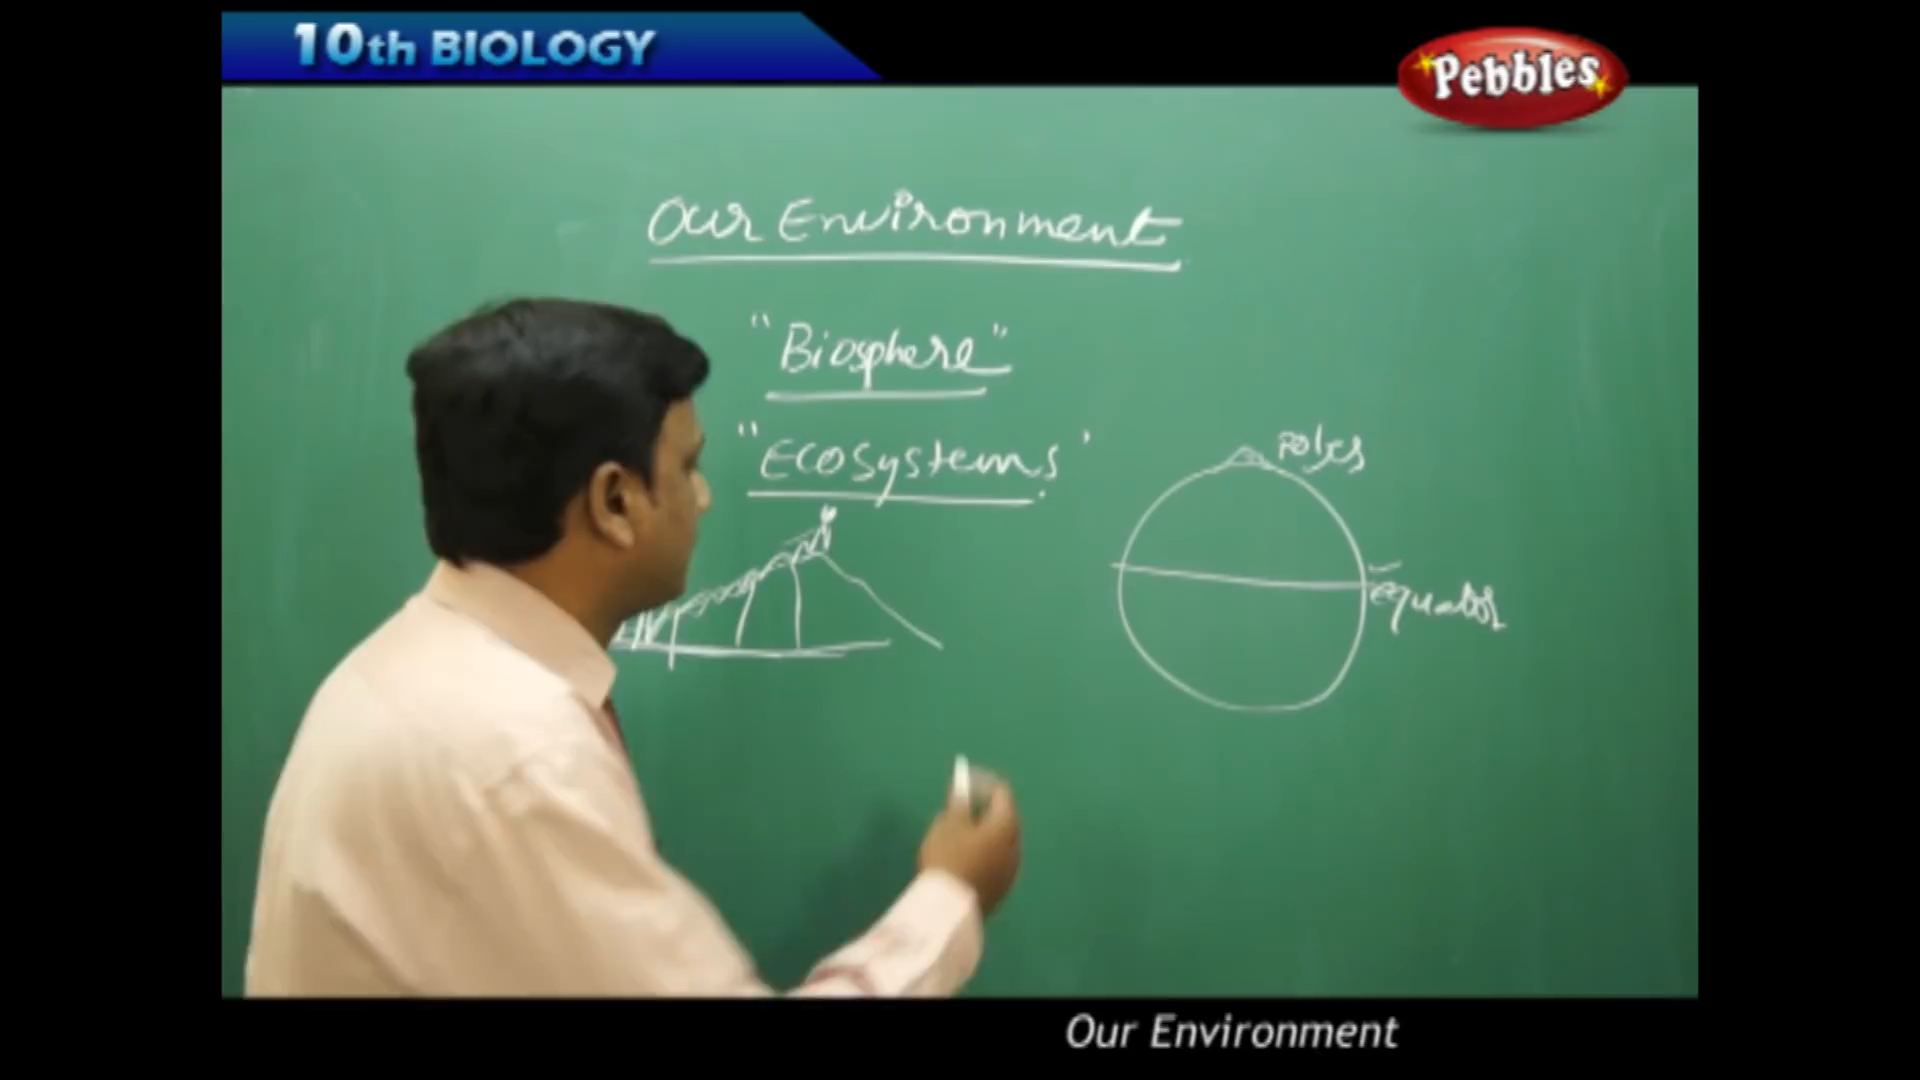 10th BIOLOGY
Pebbles
Our Environment
"Biosphere"
"Ecosystems"
Poles
equator
Our Environment